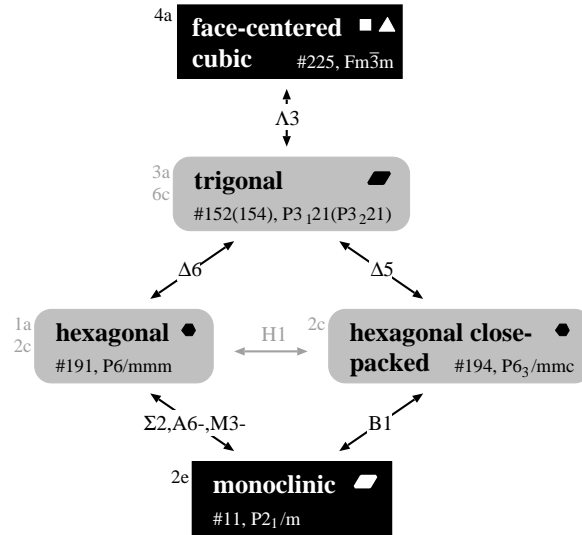 4a
face-centered
cubic
#225, Fm3̅m
Λ3
3a
6c
trigonal
#152(154), P3₁21(P3₂21)
Δ6
Δ5
1a
2c
hexagonal
#191, P6/mmm
H1
2c
hexagonal close-
packed
#194, P6₃/mmc
Σ2,A6-,M3-
B1
2e
monoclinic
#11, P2₁/m